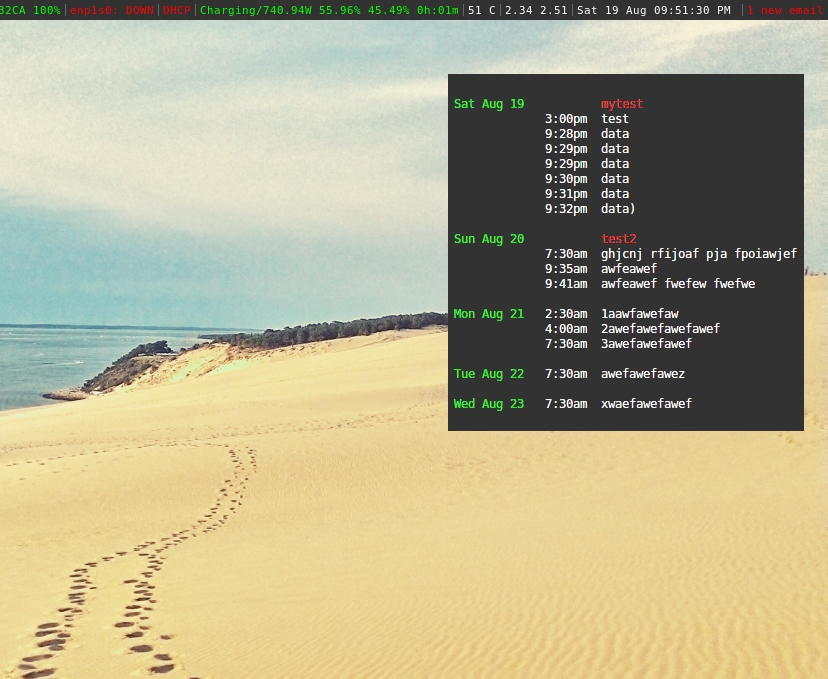 32CA 100%|enp1s0: DOWN|DHCP|Charging/740.94W 55.96% 45.49% 0h:01m|51 C|2.34 2.51|Sat 19 Aug 09:51:30 PM |1 new email
Sat Aug 19 mytest
3:00pm test
9:28pm data
9:29pm data
9:29pm data
9:30pm data
9:31pm data
9:32pm data)
Sun Aug 20 test2
7:30am ghjcnj rfijoaf pja fpoiawjef
9:35am awfeawef
9:41am awfeawef fwefew fwefwe
Mon Aug 21 2:30am 1aawfawefaw
4:00am 2awefawefawefawef
7:30am 3awefawefawef
Tue Aug 22 7:30am awefawefawez
Wed Aug 23 7:30am xwaefawefawef